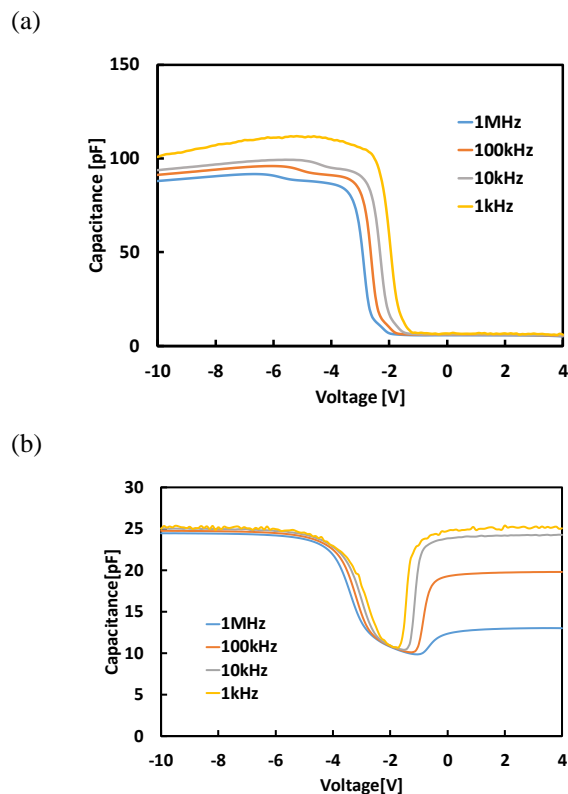 (a)
150
100
50
0
Capacitance [pF]
1MHz
100kHz
10kHz
1kHz
-10 -8 -6 -4 -2 0 2 4
Voltage [V]
(b)
30
25
20
15
10
5
0
Capacitance[pF]
1MHz
100kHz
10kHz
1kHz
-10 -8 -6 -4 -2 0 2 4
Voltage[V]